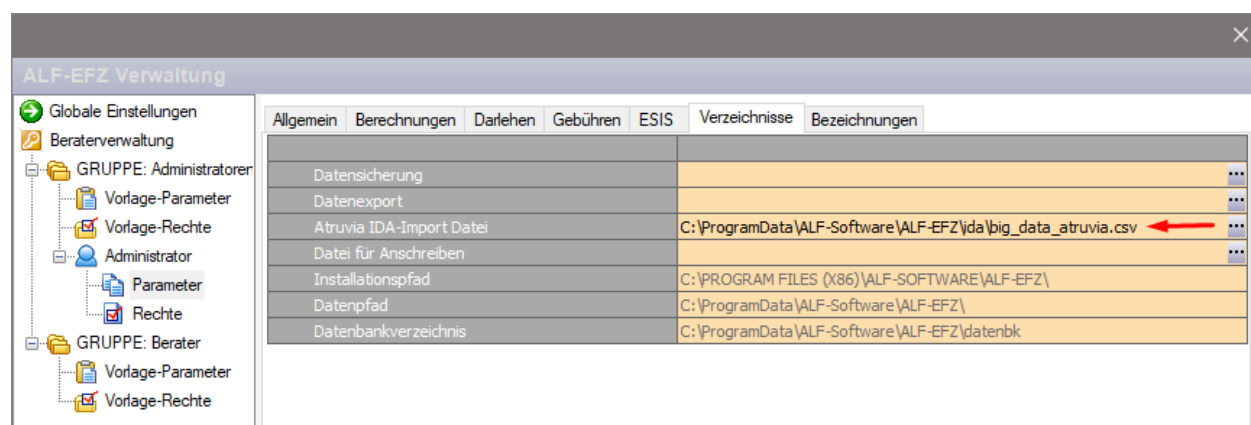 ALF-EFZ Verwaltung
Globale Einstellungen
Beraterverwaltung
GRUPPE: Administratoren
Vorlage-Parameter
Vorlage-Rechte
Administrator
Parameter
Rechte
GRUPPE: Berater
Vorlage-Parameter
Vorlage-Rechte
Allgemein Berechnungen Darlehen Gebühren ESIS Verzeichnisse Bezeichnungen
Datensicherung ...
Datenexport ...
Atruvia IDA-Import Datei C:\ProgramData\ALF-Software\ALF-EFZ\ida\big_data_atruvia.csv ...
Datei für Anschreiben ...
Installationspfad C:\PROGRAM FILES (X86)\ALF-SOFTWARE\ALF-EFZ\
Datenpfad C:\ProgramData\ALF-Software\ALF-EFZ\
Datenbankverzeichnis C:\ProgramData\ALF-Software\ALF-EFZ\datenbk